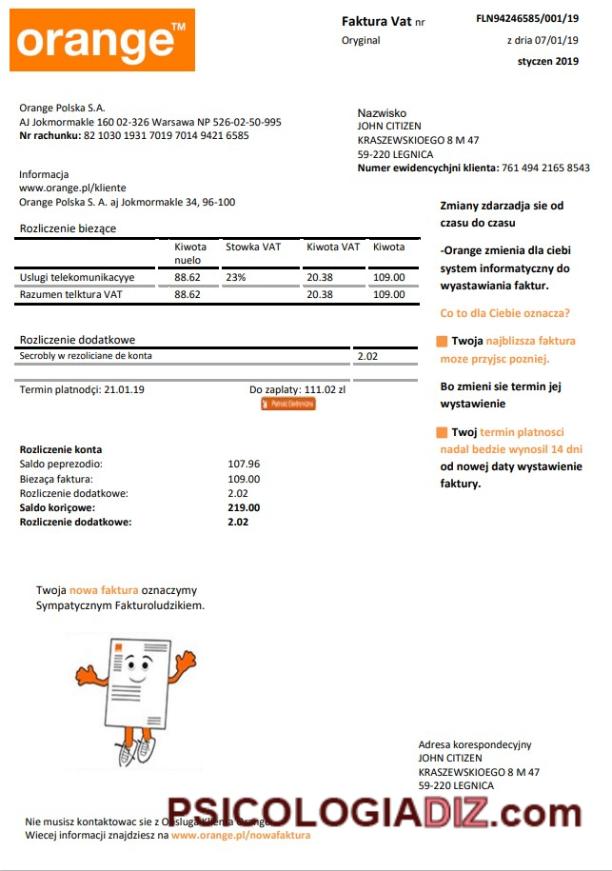 orange™
Faktura Vat nr FLN94246585/001/19
Oryginal z dnia 07/01/19
styczen 2019
Orange Polska S.A.
AJ Jokmormakle 160 02-326 Warsawa NP 526-02-50-995
Nr rachunku: 82 1030 1931 7019 7014 9421 6585
Nazwisko
JOHN CITIZEN
KRASZEWSKIOEGO 8 M 47
59-220 LEGNICA
Numer ewidencychjni klienta: 761 494 2165 8543
Informacja
www.orange.pl/kliente
Orange Polska S. A. aj Jokmormakle 34, 96-100
Zmiany zdarzadja sie od
czasu do czasu
-Orange zmienia dla ciebi
system informatyczny do
wyastawiania faktur.
Co to dla Ciebie oznacza?
Twoja najblizsza faktura
moze przyjsc pozniej.
Bo zmieni sie termin jej
wystawienie
Twoj termin platnosci
nadal bedzie wynosil 14 dni
od nowej daty wystawienie
faktury.
Rozliczenie biezące
Kiwota nuelo Stowka VAT Kiwota VAT Kiwota
Uslugi telekomunikacyye 88.62 23% 20.38 109.00
Razumen telktura VAT 88.62 20.38 109.00
Rozliczenie dodatkowe
Secrobly w rezoliciane de konta 2.02
Termin platnodçi: 21.01.19 Do zaplaty: 111.02 zl
Rozliczenie konta
Saldo peprezodio: 107.96
Biezaça faktura: 109.00
Rozliczenie dodatkowe: 2.02
Saldo koriçowe: 219.00
Rozliczenie dodatkowe: 2.02
Twoja nowa faktura oznaczymy
Sympatycznym Fakturoludzikiem.
Adresa korespondecyjny
JOHN CITIZEN
KRASZEWSKIOEGO 8 M 47
59-220 LEGNICA
PSICOLOGIADIZ.com
Nie musisz kontaktowac sie z Obsluga Klienta Orange
Wiecej informacji znajdziesz na www.orange.pl/nowafaktura